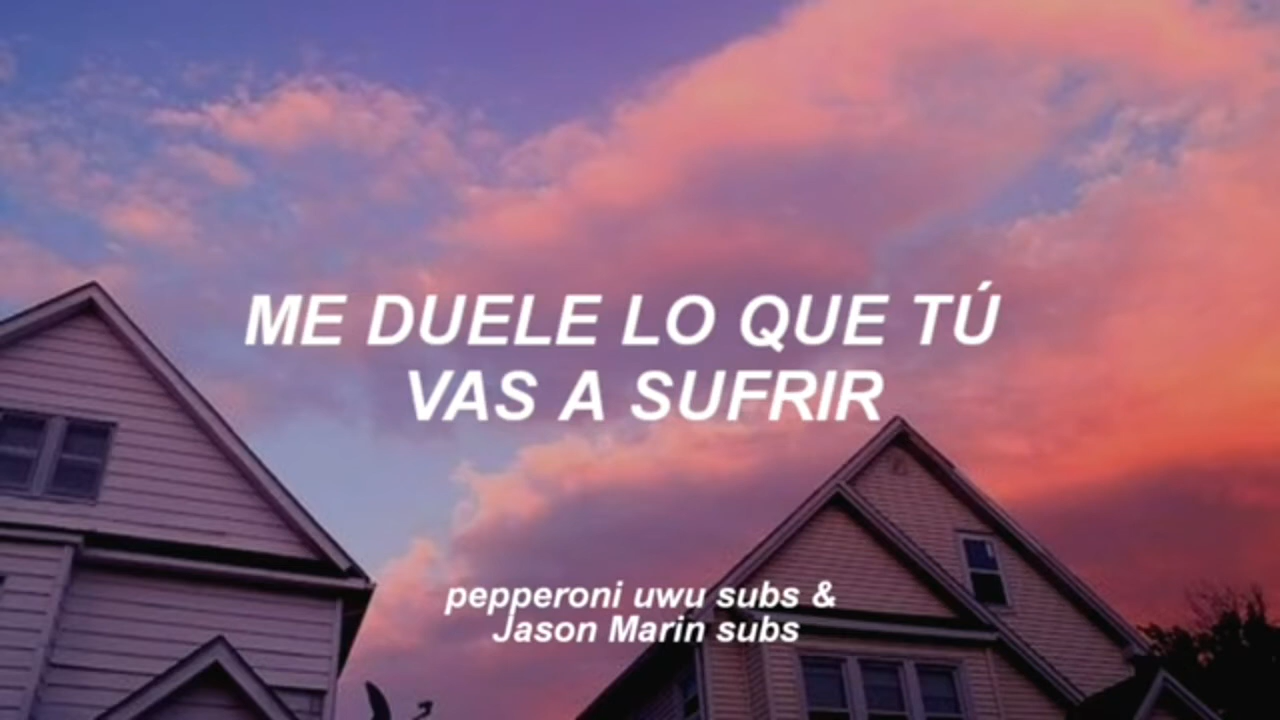 ME DUELE LO QUE TÚ
VAS A SUFRIR
pepperoni uwu subs &
Jason Marin subs